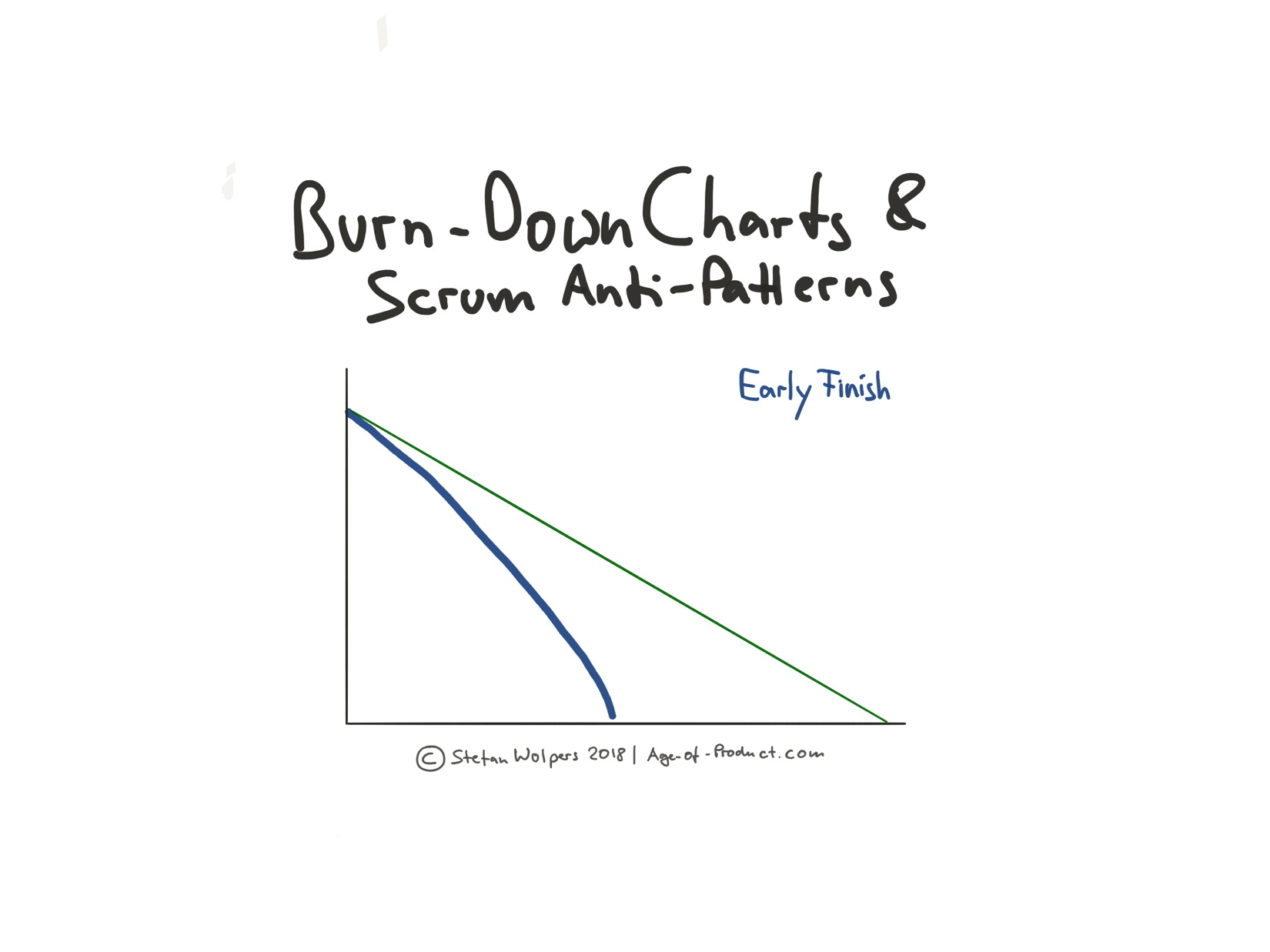 Burn-Down Charts &
Scrum Anti-Patterns
Early Finish
© Stefan Wolpers 2018 | Age-of-Product.com